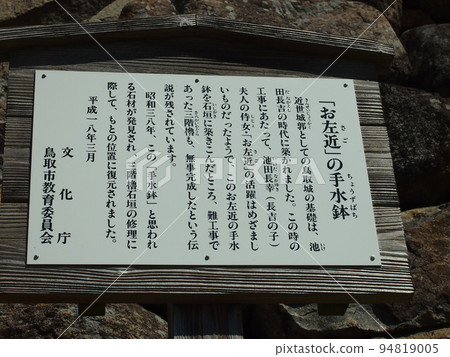 「お左近」の手水鉢
さご
ちょうずばち
近世城郭としての鳥取城の基礎は、池
田長吉の時代に築かれました。この時の
工事にあたって、池田長幸（長吉の子）
夫人の侍女「お左近」の活躍はめざまし
いものだったようで、このお左近の手水
鉢を石垣に築きこんだところ、難工事で
あった三階櫓も、無事完成したという伝
説が残されています。
昭和三八年、この「手水鉢」と思われ
る石材が発見され、三階櫓石垣の修理に
際して、もとの位置に復元されました。
平成一八年三月
文化庁
鳥取市教育委員会
94819005